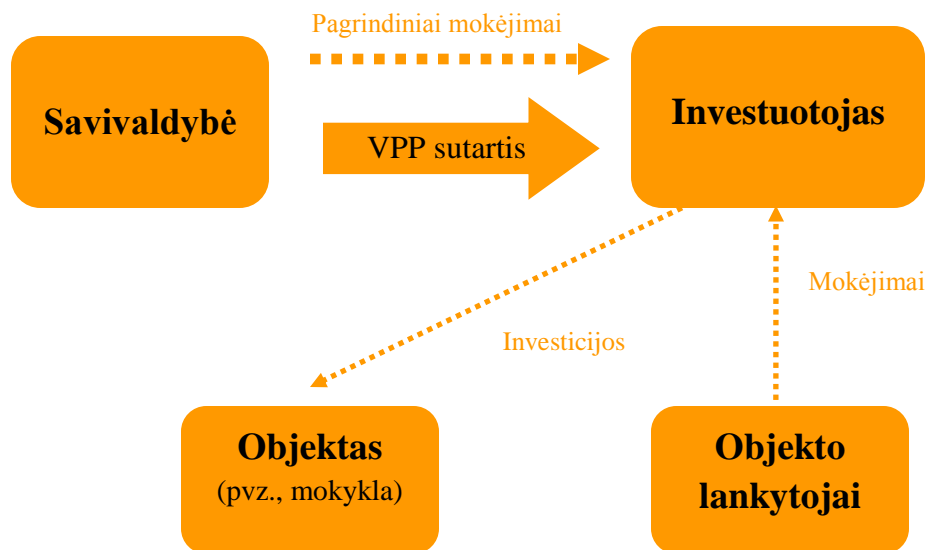 Pagrindiniai mokėjimai
Savivaldybė
VPP sutartis
Investuotojas
Mokėjimai
Investicijos
Objektas
(pvz., mokykla)
Objekto
lankytojai